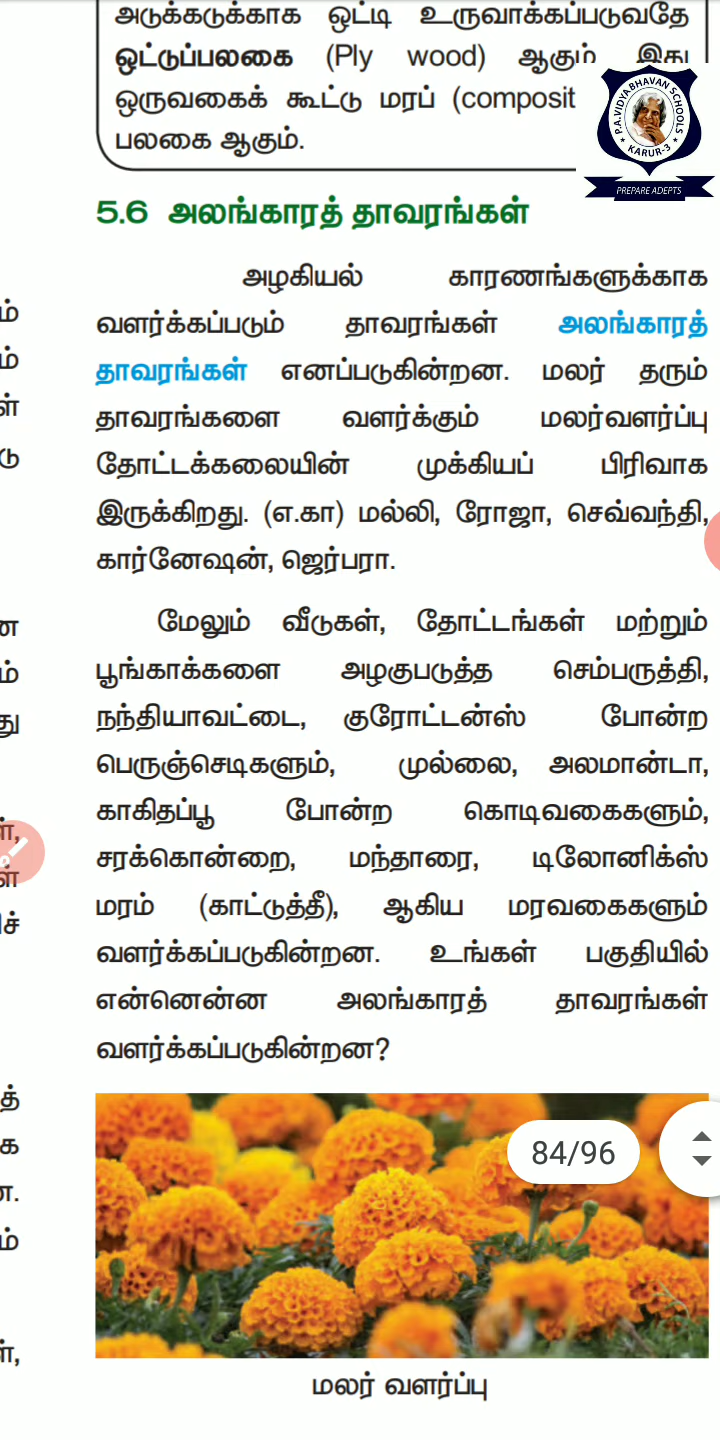 அடுக்கடுக்காக ஒட்டி உருவாக்கப்படுவதே
ஒட்டுப்பலகை (Ply wood) ஆகும். இது
ஒருவகைக் கூட்டு மரப் (composit
பலகை ஆகும்.
P.A.VIDYABHAVAN SCHOOLS
KARUR-3
PREPARE ADEPTS
5.6 அலங்காரத் தாவரங்கள்
அழகியல் காரணங்களுக்காக
வளர்க்கப்படும் தாவரங்கள் அலங்காரத்
தாவரங்கள் எனப்படுகின்றன. மலர் தரும்
தாவரங்களை வளர்க்கும் மலர்வளர்ப்பு
தோட்டக்கலையின் முக்கியப் பிரிவாக
இருக்கிறது. (எ.கா) மல்லி, ரோஜா, செவ்வந்தி,
கார்னேஷன், ஜெர்பரா.
மேலும் வீடுகள், தோட்டங்கள் மற்றும்
பூங்காக்களை அழகுபடுத்த செம்பருத்தி,
நந்தியாவட்டை, குரோட்டன்ஸ் போன்ற
பெருஞ்செடிகளும், முல்லை, அலமான்டா,
காகிதப்பூ போன்ற கொடிவகைகளும்,
சரக்கொன்றை, மந்தாரை, டிலோனிக்ஸ்
மரம் (காட்டுத்தீ), ஆகிய மரவகைகளும்
வளர்க்கப்படுகின்றன. உங்கள் பகுதியில்
என்னென்ன அலங்காரத் தாவரங்கள்
வளர்க்கப்படுகின்றன?
84/96
மலர் வளர்ப்பு